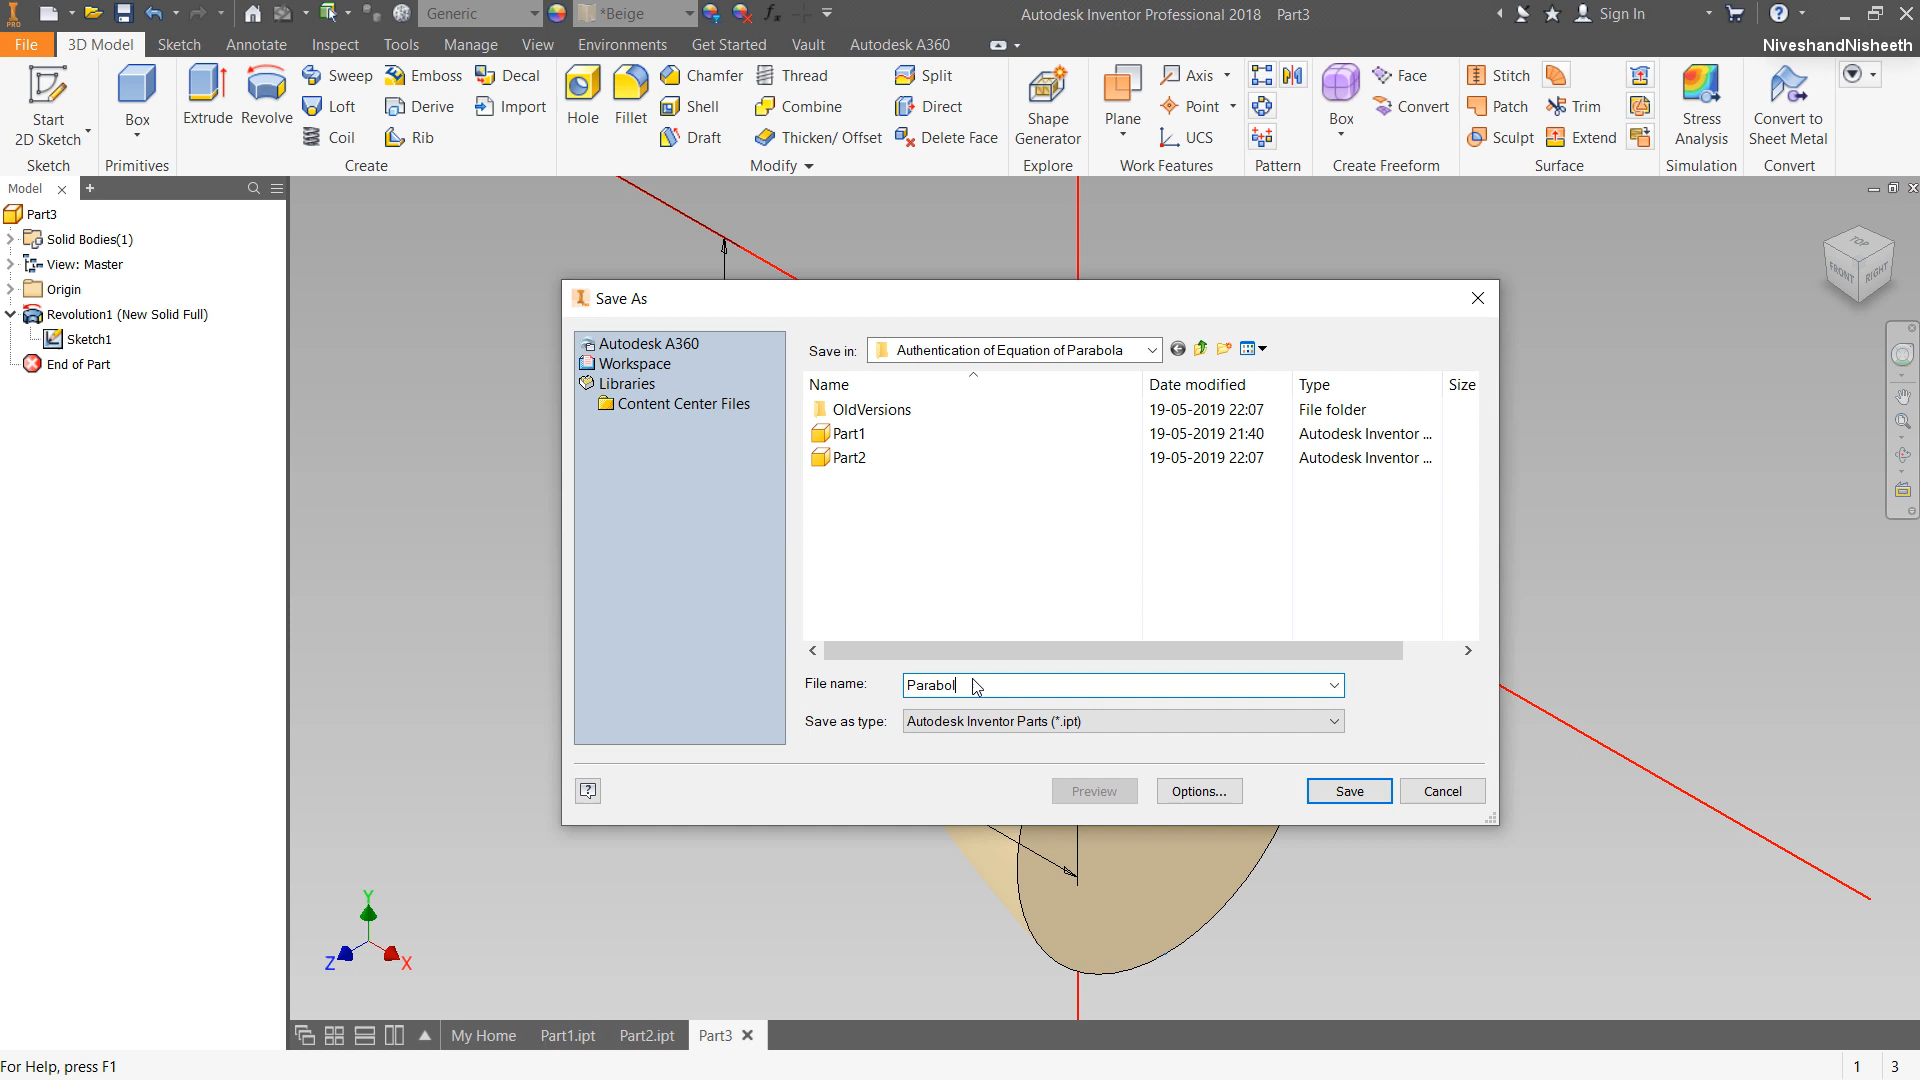 PRO
Generic
*Beige
fx
Autodesk Inventor Professional 2018 Part3
Sign In
File 3D Model Sketch Annotate Inspect Tools Manage View Environments Get Started Vault Autodesk A360
NiveshandNisheeth
Start
2D Sketch
Box
Extrude
Revolve
Sweep
Loft
Coil
Emboss
Derive
Rib
Decal
Import
Hole
Fillet
Chamfer
Shell
Draft
Thread
Combine
Thicken/ Offset
Split
Direct
Delete Face
Shape
Generator
Plane
Axis
Point
UCS
Box
Face
Convert
Stitch
Patch
Sculpt
Trim
Extend
Stress
Analysis
Convert to
Sheet Metal
Sketch Primitives Create Modify Explore Work Features Pattern Create Freeform Surface Simulation Convert
Model
Part3
Solid Bodies(1)
View: Master
Origin
Revolution1 (New Solid Full)
Sketch1
End of Part
TOP
FRONT
RIGHT
Save As
Autodesk A360
Workspace
Libraries
Content Center Files
Save in: Authentication of Equation of Parabola
Name Date modified Type Size
OldVersions 19-05-2019 22:07 File folder
Part1 19-05-2019 21:40 Autodesk Inventor ...
Part2 19-05-2019 22:07 Autodesk Inventor ...
File name: Parabol
Save as type: Autodesk Inventor Parts (*.ipt)
Preview Options... Save Cancel
Y
Z
X
My Home Part1.ipt Part2.ipt Part3
For Help, press F1
1 3